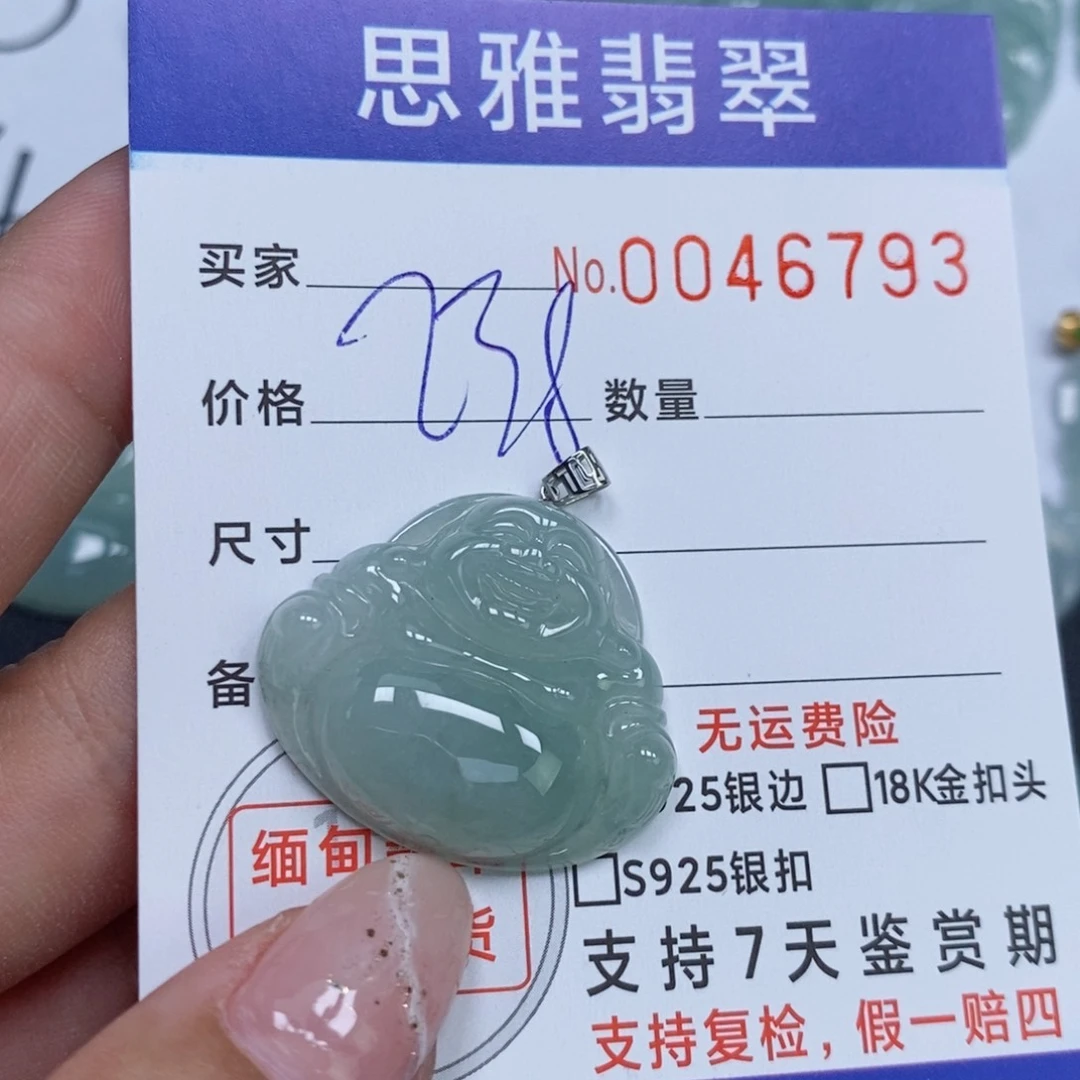 思雅翡翠
买家 No.0046793
价格 238 数量
尺寸
备
无运费险
925银边 □18K金扣头
□S925银扣
缅甸
货
支持7天鉴赏期
支持复检，假一赔四